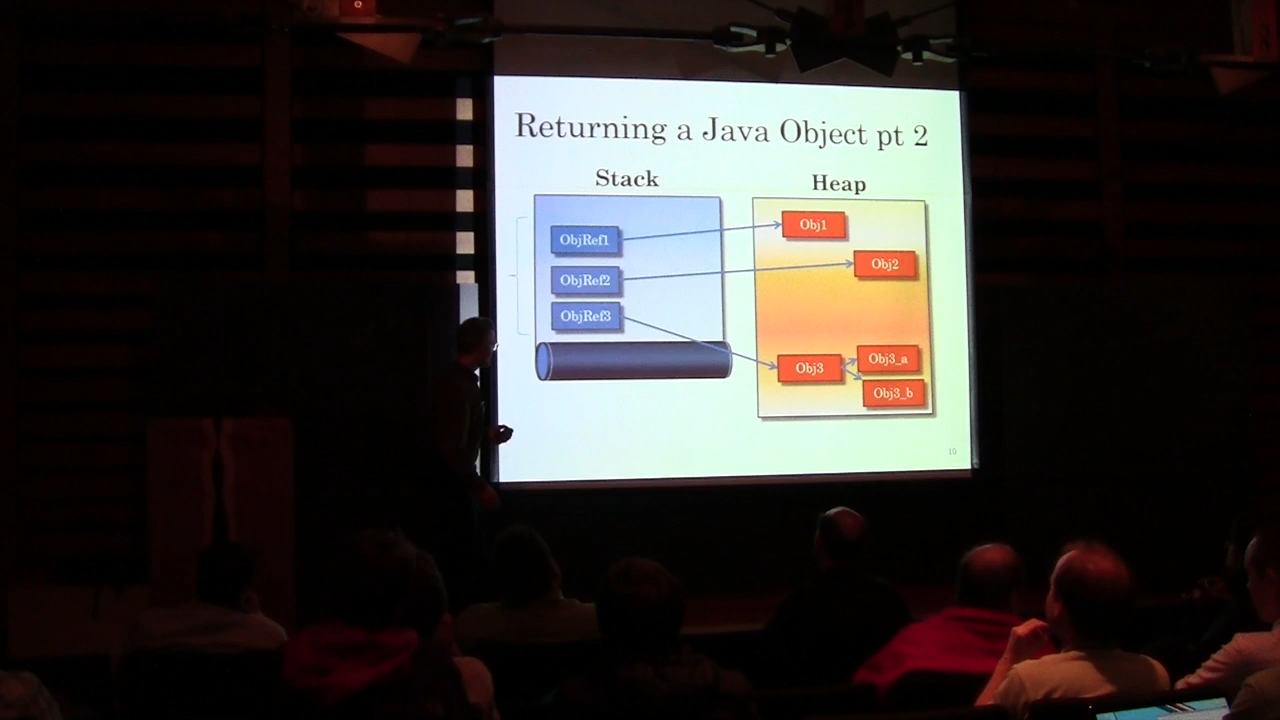 Returning a Java Object pt 2
Stack
Heap
ObjRef1
ObjRef2
ObjRef3
Obj1
Obj2
Obj3
Obj3_a
Obj3_b
10